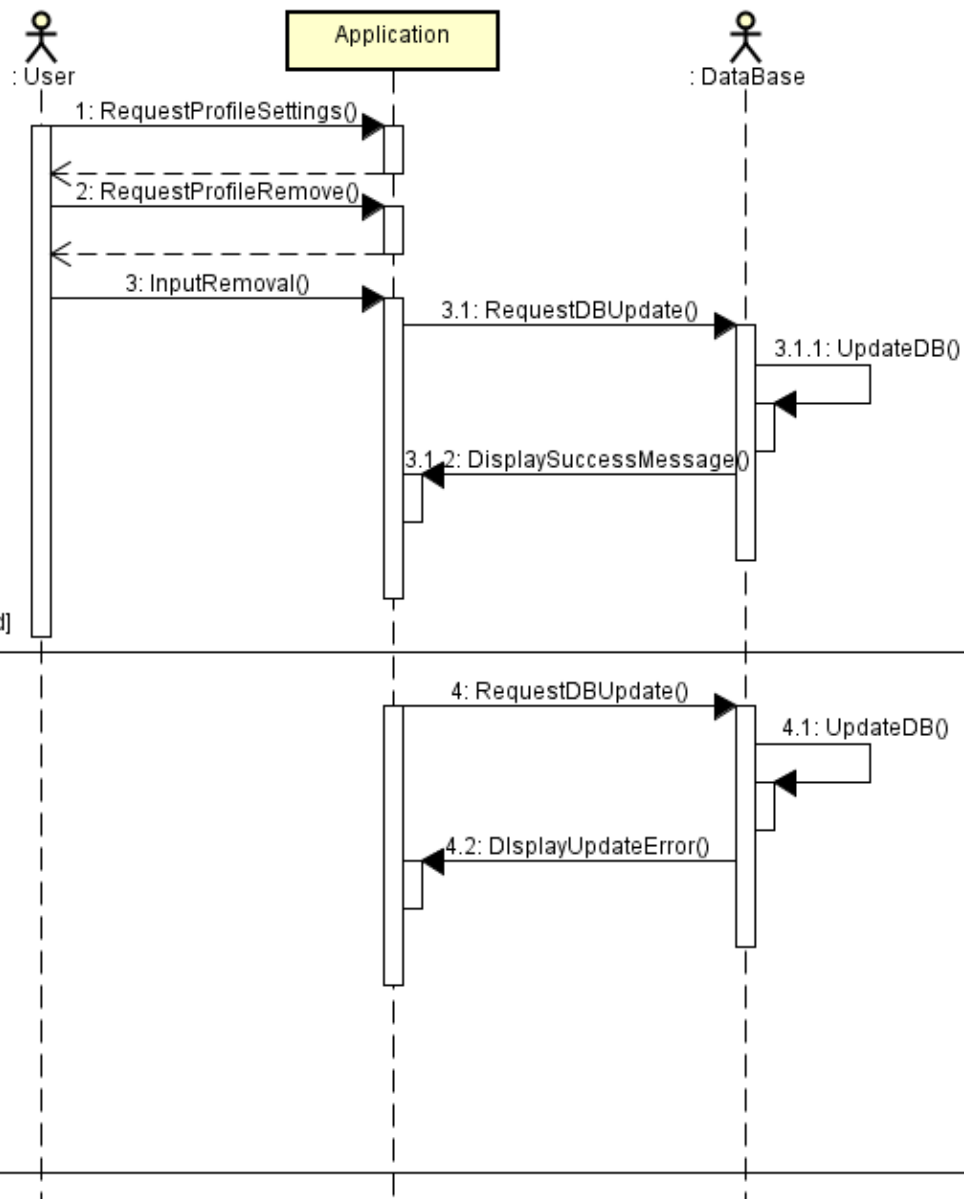 : User
Application
: DataBase
1: RequestProfileSettings()
2: RequestProfileRemove()
3: InputRemoval()
3.1: RequestDBUpdate()
3.1.1: UpdateDB()
3.1.2: DisplaySuccessMessage()
d]
4: RequestDBUpdate()
4.1: UpdateDB()
4.2: DIsplayUpdateError()